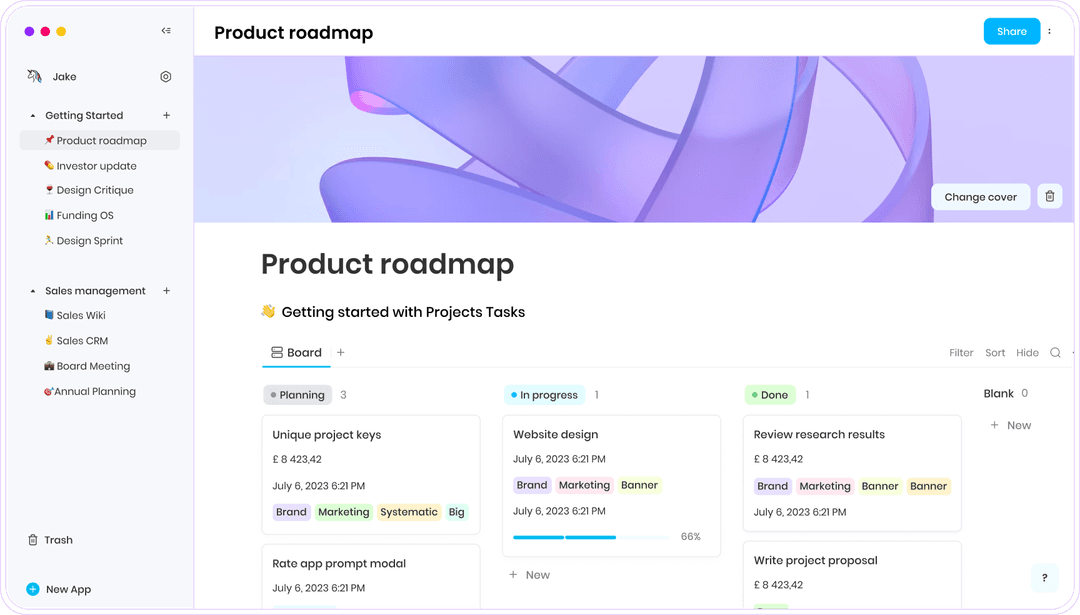 Product roadmap
Share
Jake
Getting Started
Product roadmap
Investor update
Design Critique
Funding OS
Design Sprint
Sales management
Sales Wiki
Sales CRM
Board Meeting
Annual Planning
Trash
New App
Change cover
Product roadmap
Getting started with Projects Tasks
Board
Filter Sort Hide
Planning 3
Unique project keys
£ 8 423,42
July 6, 2023 6:21 PM
Brand Marketing Systematic Big
Rate app prompt modal
July 6, 2023 6:21 PM
In progress 1
Website design
July 6, 2023 6:21 PM
Brand Marketing Banner
July 6, 2023 6:21 PM
66%
+ New
Done 1
Review research results
£ 8 423,42
Brand Marketing Banner Banner
July 6, 2023 6:21 PM
Write project proposal
£ 8 423,42
Blank 0
+ New
?